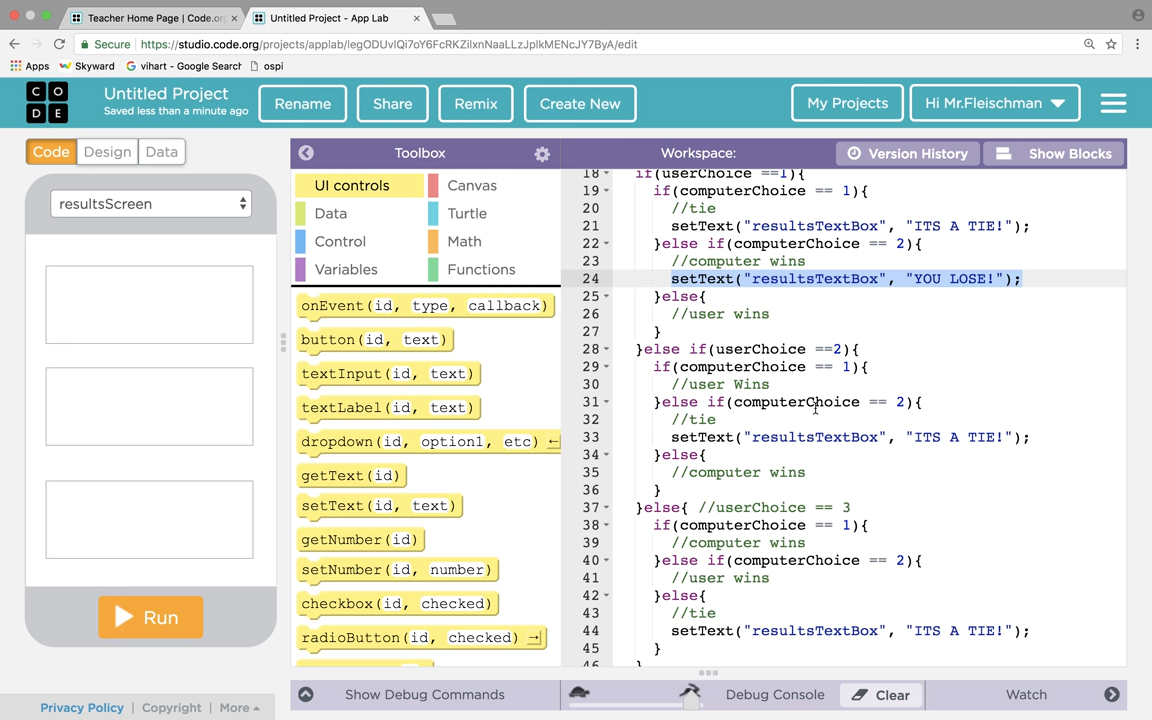 Teacher Home Page | Code.or
Untitled Project - App Lab
Secure
https://studio.code.org/projects/applab/legODUvlQi7oY6FcRKZilxnNaaLLzJplkMENcJY7ByA/edit
Apps
Skyward
vihart - Google Search
ospi
C O
D E
Untitled Project
Saved less than a minute ago
Rename
Share
Remix
Create New
My Projects
Hi Mr.Fleischman
Code
Design
Data
Toolbox
Workspace:
Version History
Show Blocks
resultsScreen
Run
UI controls
Canvas
Data
Turtle
Control
Math
Variables
Functions
onEvent(id, type, callback)
button(id, text)
textInput(id, text)
textLabel(id, text)
dropdown(id, option1, etc)
getText(id)
setText(id, text)
getNumber(id)
setNumber(id, number)
checkbox(id, checked)
radioButton(id, checked)
18 if(userChoice ==1){
19 if(computerChoice == 1){
20 //tie
21 setText("resultsTextBox", "ITS A TIE!");
22 }else if(computerChoice == 2){
23 //computer wins
24 setText("resultsTextBox", "YOU LOSE!");
25 }else{
26 //user wins
27 }
28 }else if(userChoice ==2){
29 if(computerChoice == 1){
30 //user Wins
31 }else if(computerChoice == 2){
32 //tie
33 setText("resultsTextBox", "ITS A TIE!");
34 }else{
35 //computer wins
36 }
37 }else{ //userChoice == 3
38 if(computerChoice == 1){
39 //computer wins
40 }else if(computerChoice == 2){
41 //user wins
42 }else{
43 //tie
44 setText("resultsTextBox", "ITS A TIE!");
45 }
46 }
Show Debug Commands
Debug Console
Clear
Watch
Privacy Policy | Copyright | More